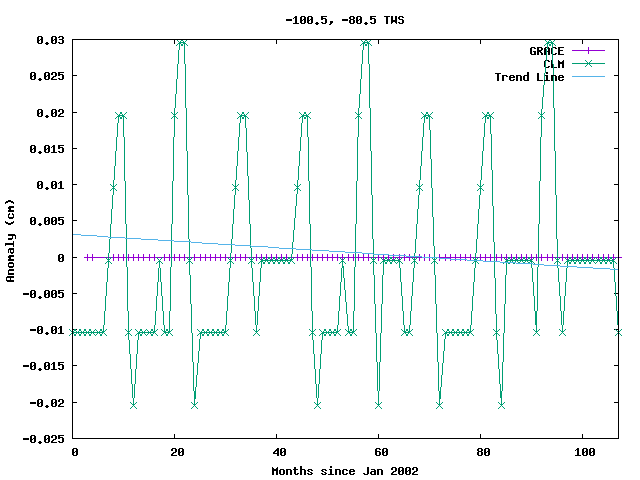 -100.5, -80.5 TWS
0.03
0.025
0.02
0.015
0.01
0.005
0
-0.005
-0.01
-0.015
-0.02
-0.025
Anomaly (cm)
GRACE
CLM
Trend Line
0 20 40 60 80 100
Months since Jan 2002